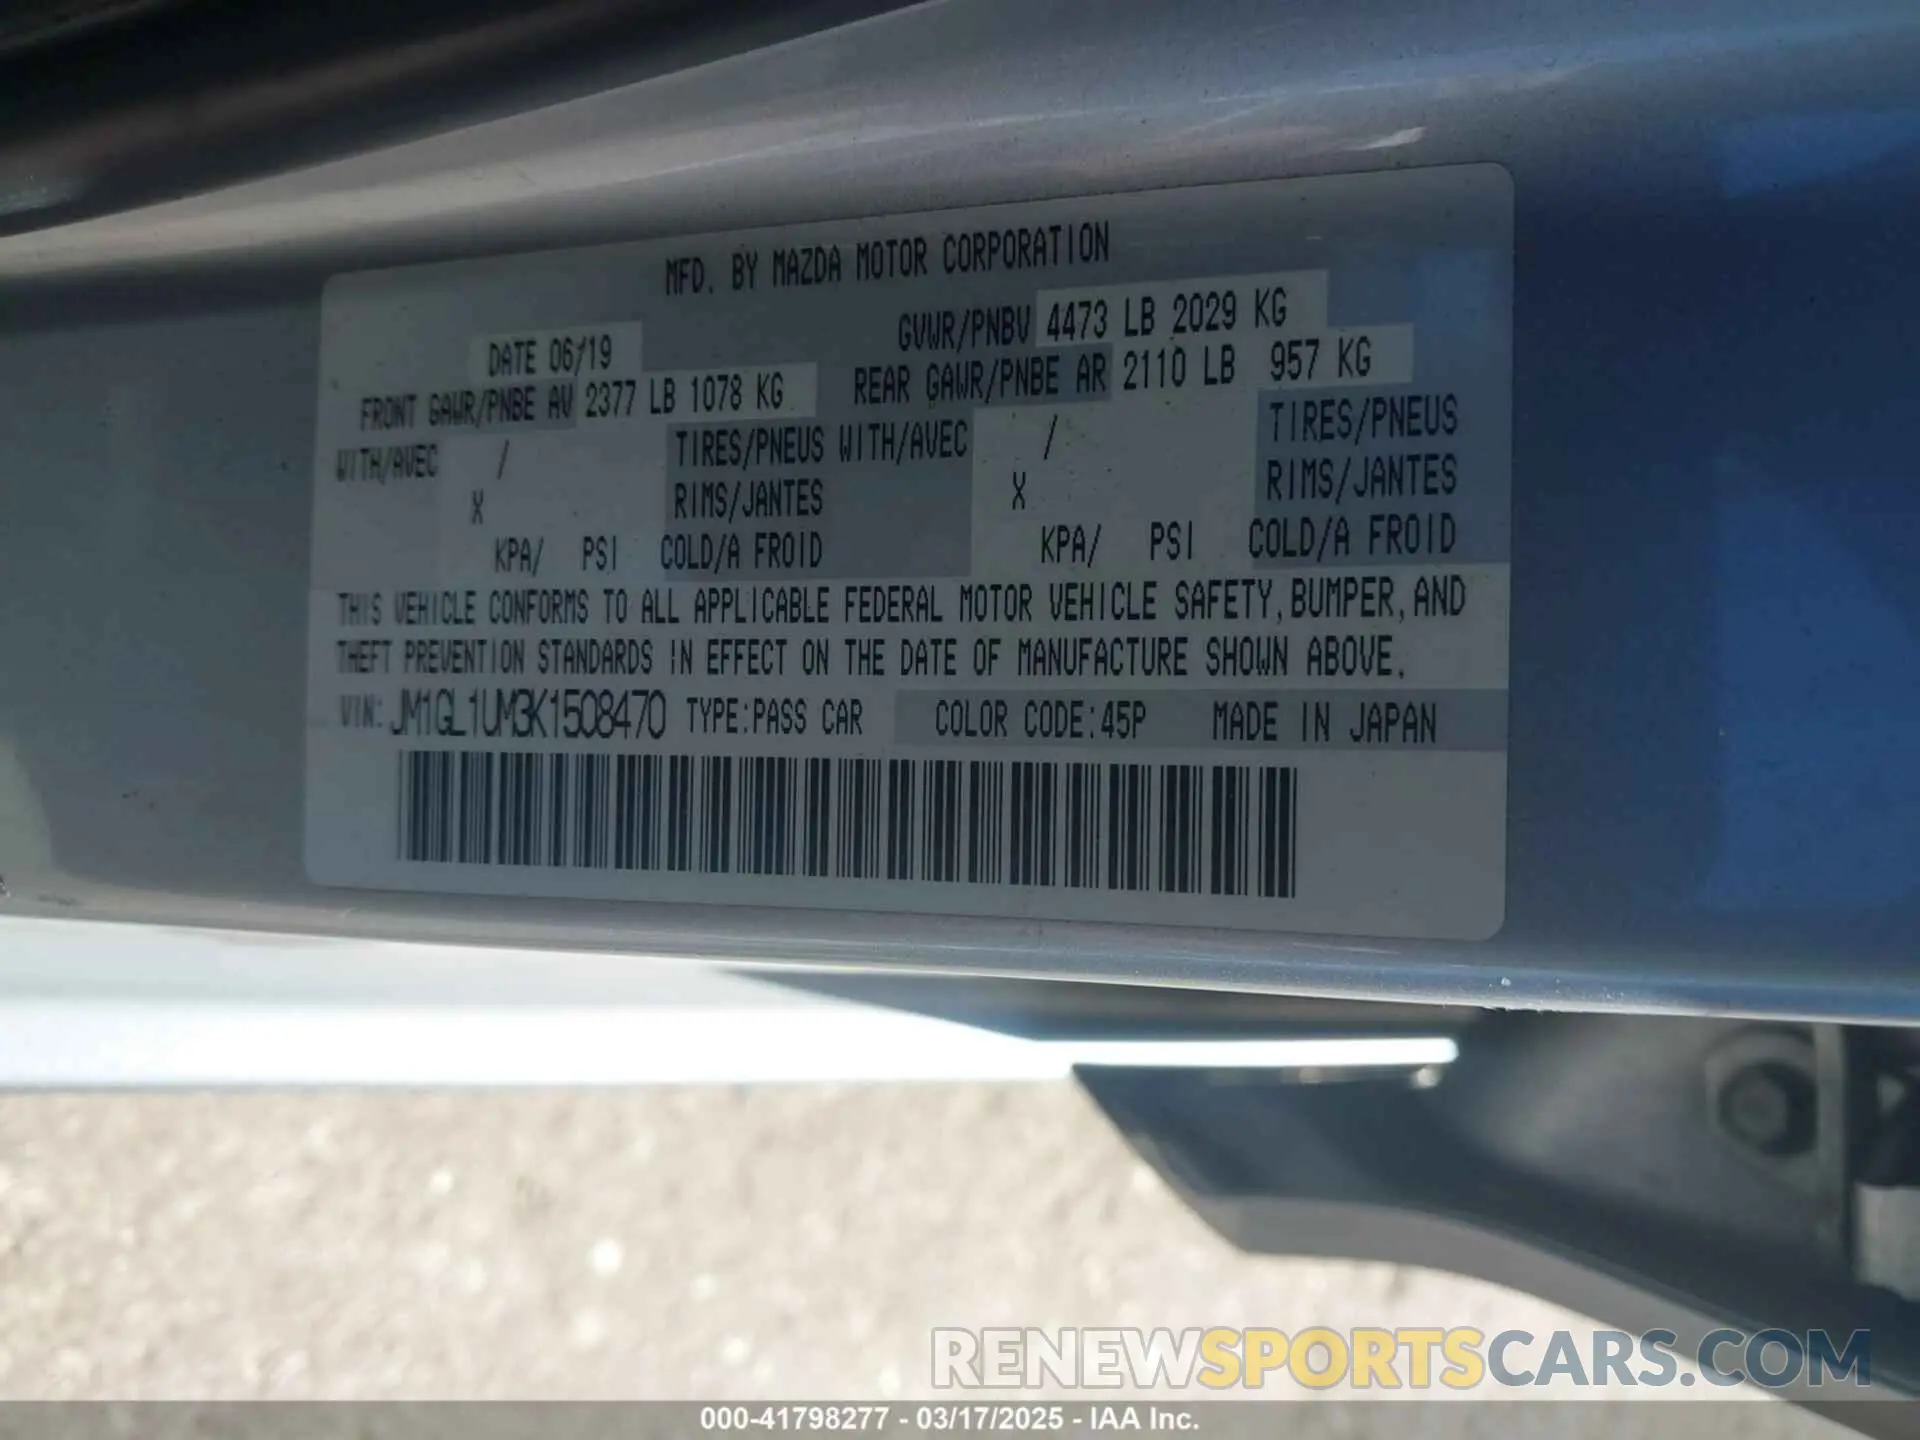 MFD. BY MAZDA MOTOR CORPORATION
DATE 06/19 GVWR/PNBV 4473 LB 2029 KG
FRONT GAWR/PNBE AV 2377 LB 1078 KG REAR GAWR/PNBE AR 2110 LB 957 KG
WITH/AVEC / TIRES/PNEUS WITH/AVEC / TIRES/PNEUS
X RIMS/JANTES X RIMS/JANTES
KPA/ PSI COLD/A FROID KPA/ PSI COLD/A FROID
THIS VEHICLE CONFORMS TO ALL APPLICABLE FEDERAL MOTOR VEHICLE SAFETY, BUMPER, AND
THEFT PREVENTION STANDARDS IN EFFECT ON THE DATE OF MANUFACTURE SHOWN ABOVE.
VIN: JM1GL1UM3K1508470 TYPE:PASS CAR COLOR CODE:45P MADE IN JAPAN
RENEWSPORTSCARS.COM
000-41798277 - 03/17/2025 - IAA Inc.